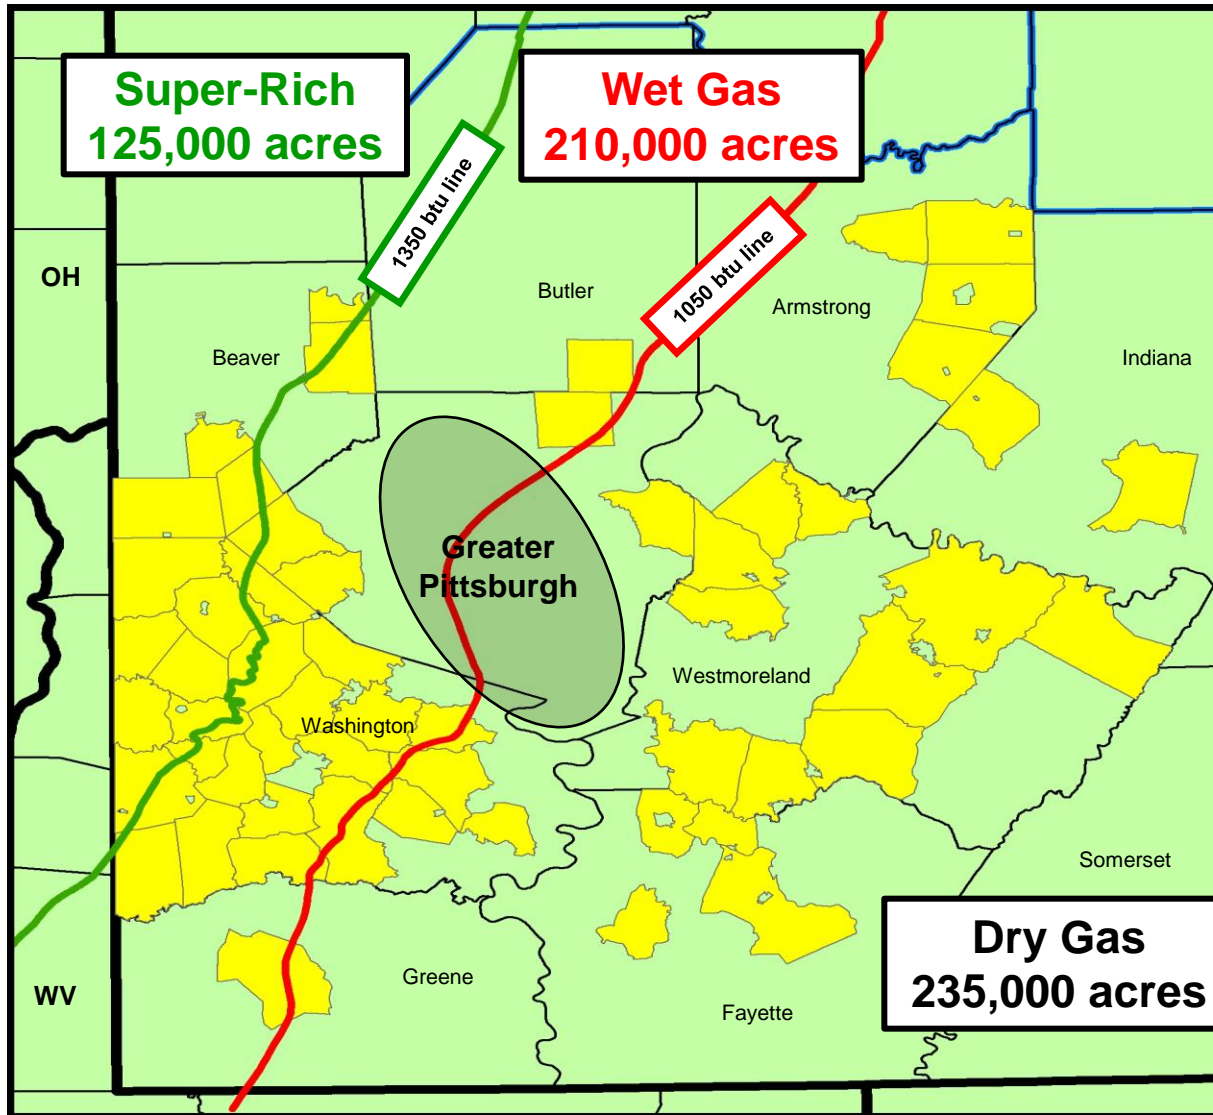 Super-Rich
125,000 acres
Wet Gas
210,000 acres
1350 btu line
1050 btu line
OH
Butler
Armstrong
Beaver
Indiana
Greater
Pittsburgh
Westmoreland
Washington
Somerset
Dry Gas
235,000 acres
Greene
WV
Fayette